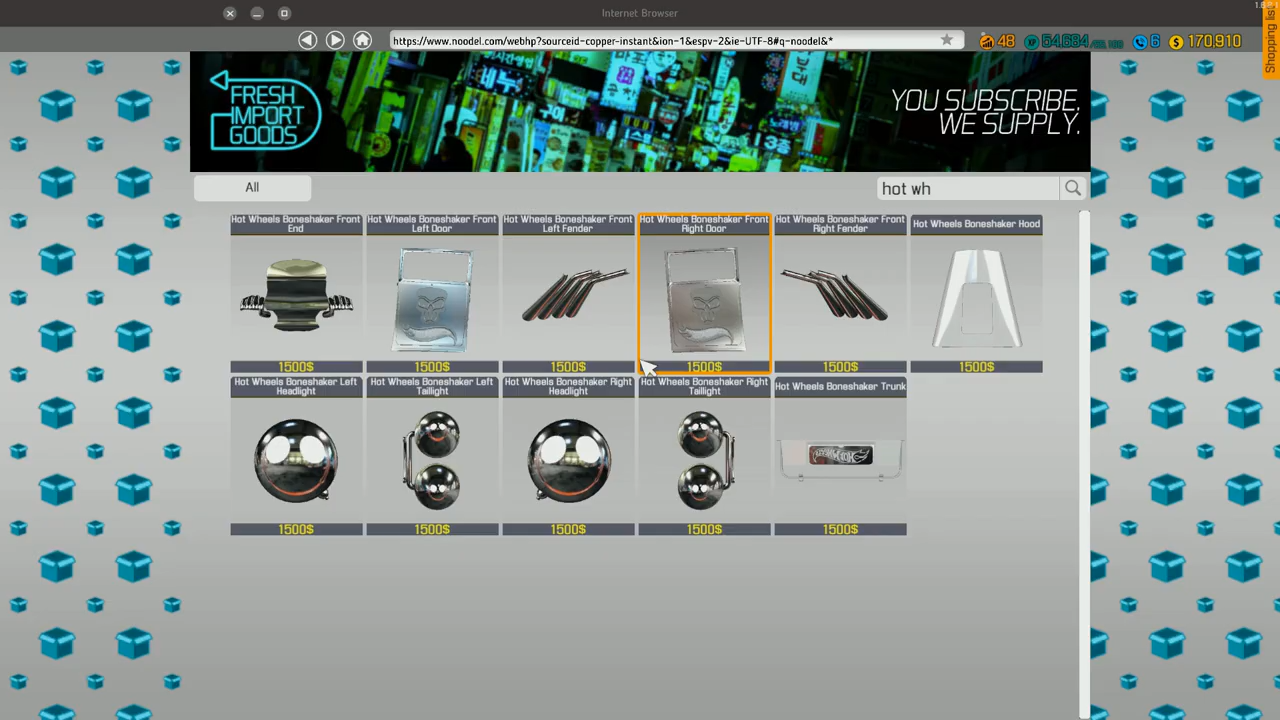 Internet Browser
https://www.noodel.com/webhp?sourceid-copper-instant&ion-1&espv-2&ie-UTF-8#q-noodel&*
48
6
170,910
Shopping list
FRESH
IMPORT
GOODS
YOU SUBSCRIBE,
WE SUPPLY.
All
hot wh
Hot Wheels Boneshaker Front
End
Hot Wheels Boneshaker Front
Left Door
Hot Wheels Boneshaker Front
Left Fender
Hot Wheels Boneshaker Front
Right Door
Hot Wheels Boneshaker Front
Right Fender
Hot Wheels Boneshaker Hood
1500$
1500$
1500$
1500$
1500$
1500$
Hot Wheels Boneshaker Left
Headlight
Hot Wheels Boneshaker Left
Taillight
Hot Wheels Boneshaker Right
Headlight
Hot Wheels Boneshaker Right
Taillight
Hot Wheels Boneshaker Trunk
1500$
1500$
1500$
1500$
1500$